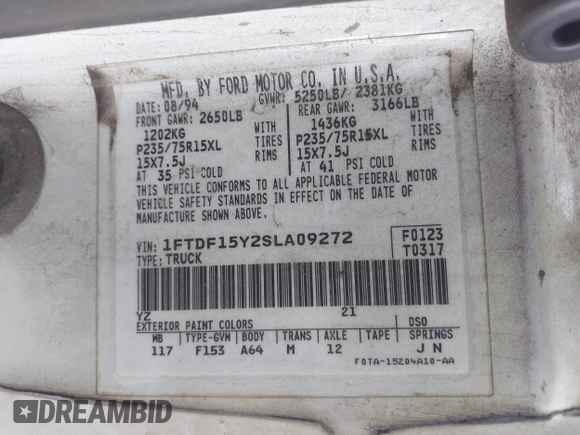 MFD. BY FORD MOTOR CO. IN U.S.A.
DATE: 08/94 GVWR: 5250LB/ 2381KG
FRONT GAWR: 2650LB REAR GAWR: 3166LB
1202KG WITH 1436KG WITH
P235/75R15XL TIRES P235/75R15XL TIRES
15X7.5J RIMS 15X7.5J RIMS
AT 35 PSI COLD AT 41 PSI COLD
THIS VEHICLE CONFORMS TO ALL APPLICABLE FEDERAL MOTOR
VEHICLE SAFETY STANDARDS IN EFFECT ON THE DATE OF
MANUFACTURE SHOWN ABOVE.
VIN: 1FTDF15Y2SLA09272 F0123
TYPE: TRUCK T0317
YZ 21
EXTERIOR PAINT COLORS DSO
WB TYPE-GVW BODY TRANS AXLE TAPE SPRINGS
117 F153 A64 M 12 J N
F0TA-15204A10-AA
DREAMBID